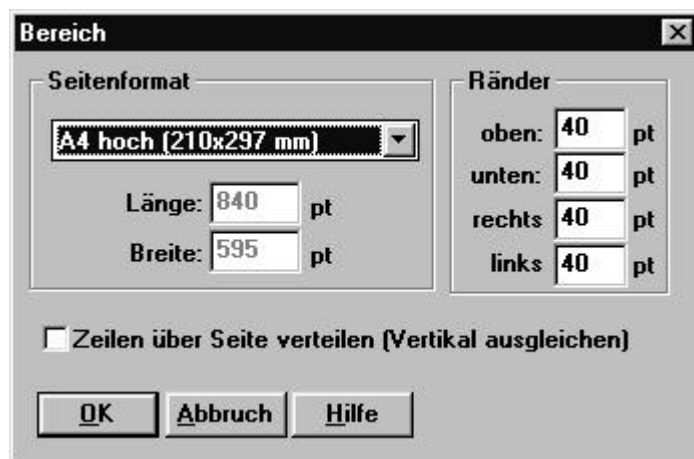 Bereich
Seitenformat
A4 hoch (210x297 mm)
Länge: 840 pt
Breite: 595 pt
Ränder
oben: 40 pt
unten: 40 pt
rechts 40 pt
links 40 pt
Zeilen über Seite verteilen (Vertikal ausgleichen)
OK Abbruch Hilfe